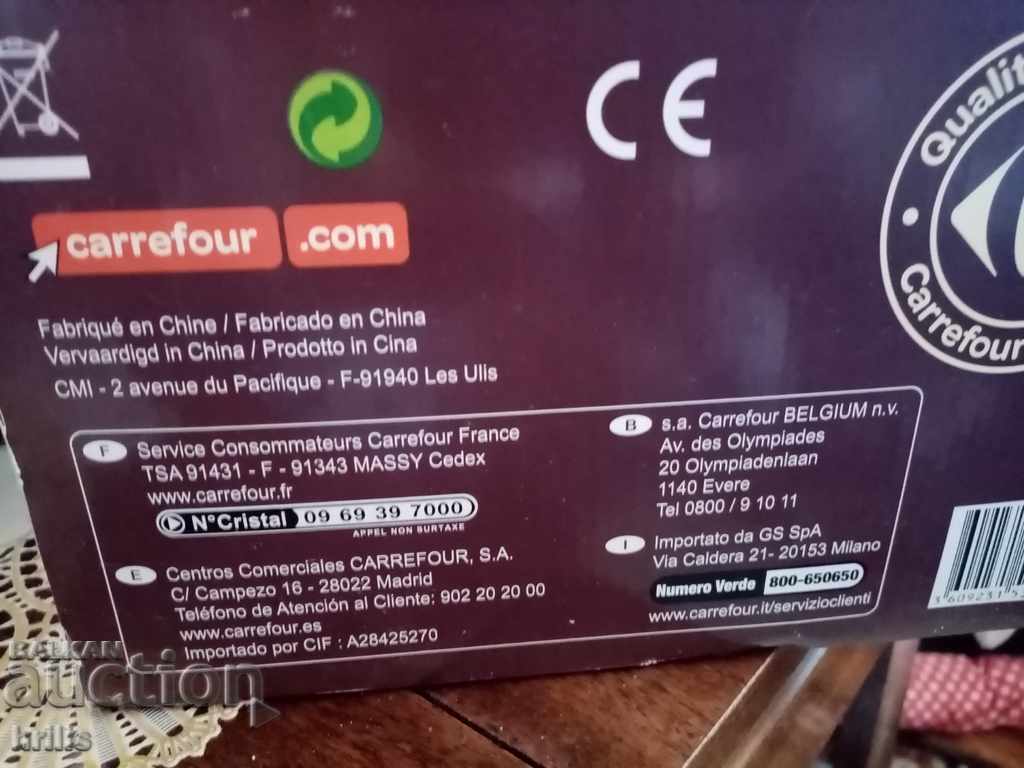 CE
Qualit
Carrefour
carrefour .com
Fabriqué en Chine / Fabricado en China
Vervaardigd in China / Prodotto in Cina
CMI - 2 avenue du Pacifique - F-91940 Les Ulis
F Service Consommateurs Carrefour France
TSA 91431 - F - 91343 MASSY Cedex
www.carrefour.fr
N°Cristal 09 69 39 7000
APPEL NON SURTAXE
E Centros Comerciales CARREFOUR, S.A.
C/ Campezo 16 - 28022 Madrid
Teléfono de Atención al Cliente: 902 20 20 00
www.carrefour.es
Importado por CIF : A28425270
B s.a. Carrefour BELGIUM n.v.
Av. des Olympiades
20 Olympiadenlaan
1140 Evere
Tel 0800 / 9 10 11
I Importato da GS SpA
Via Caldera 21- 20153 Milano
Numero Verde 800-650650
www.carrefour.it/servizioclienti
3 609231 5
BALKAN
auction
krilis